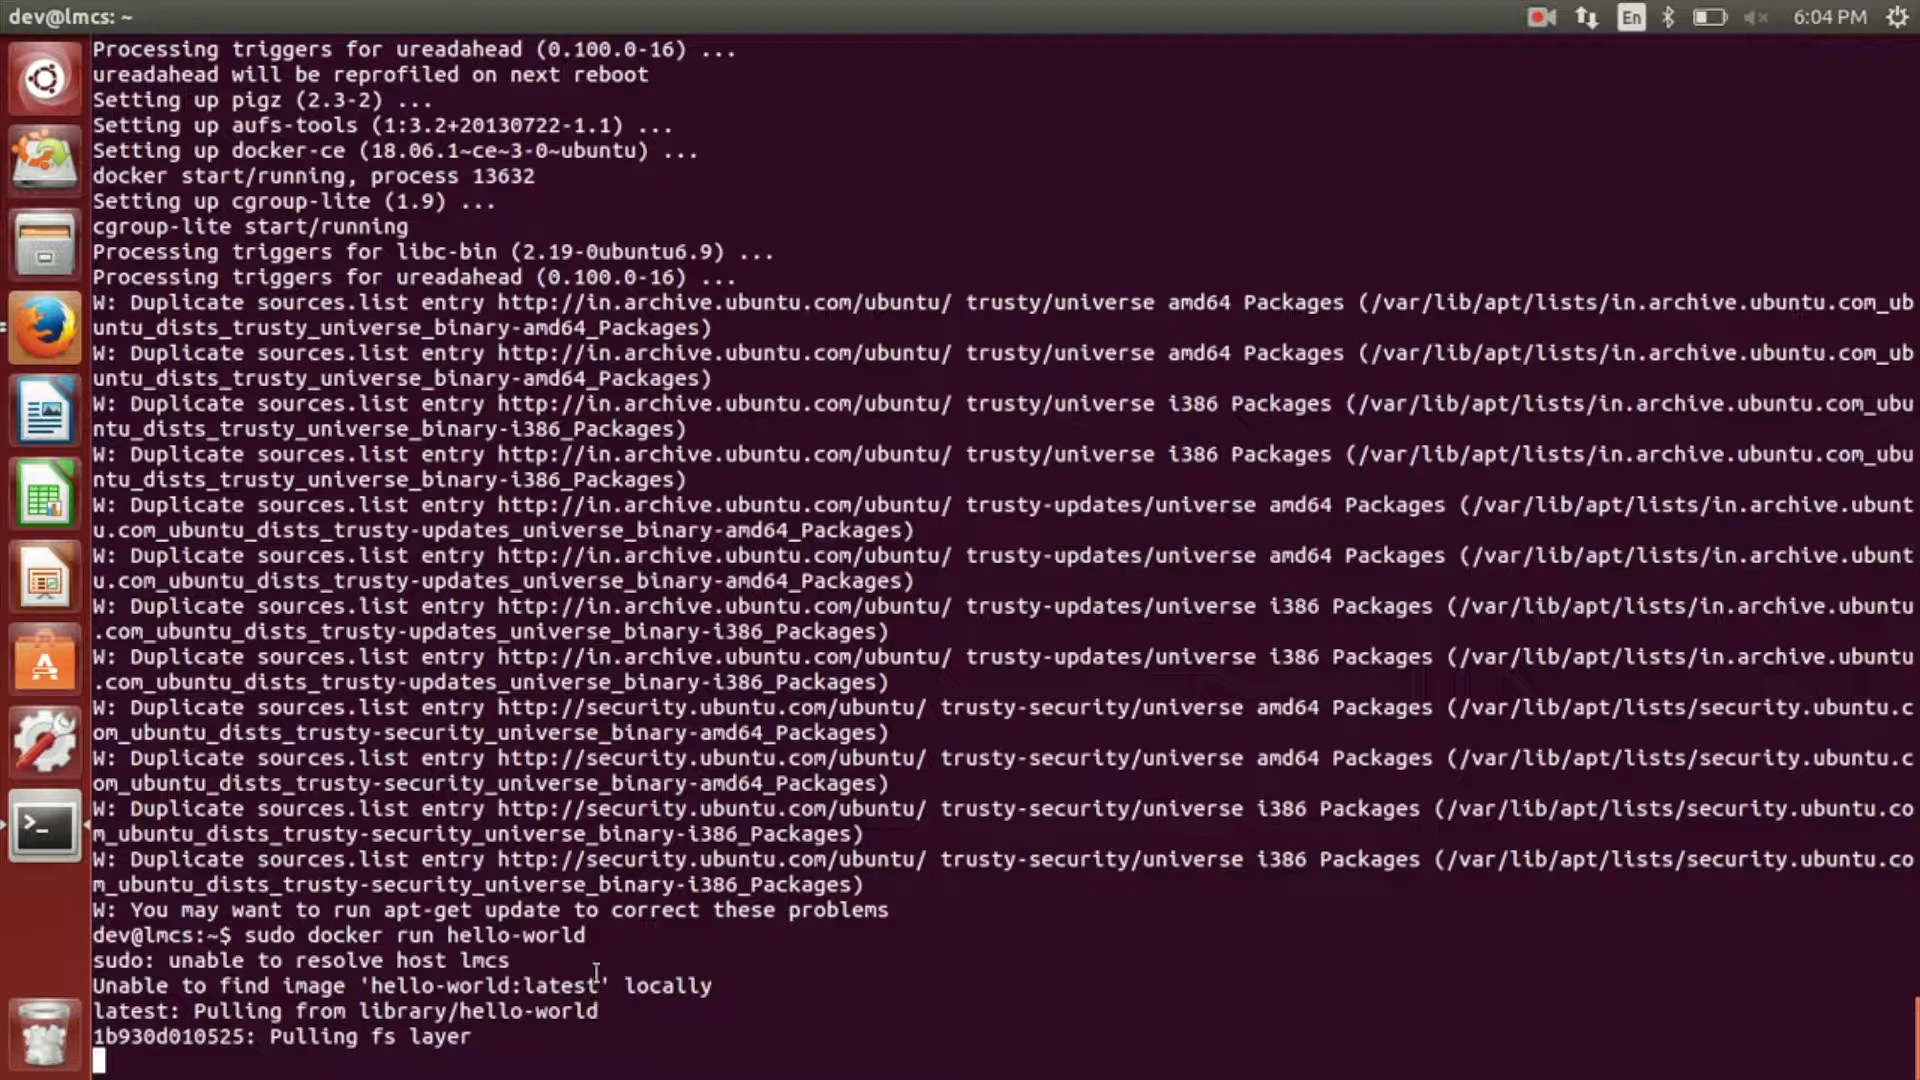 dev@lmcs: ~
En
6:04 PM
Processing triggers for ureadahead (0.100.0-16) ...
ureadahead will be reprofiled on next reboot
Setting up pigz (2.3-2) ...
Setting up aufs-tools (1:3.2+20130722-1.1) ...
Setting up docker-ce (18.06.1~ce~3-0~ubuntu) ...
docker start/running, process 13632
Setting up cgroup-lite (1.9) ...
cgroup-lite start/running
Processing triggers for libc-bin (2.19-0ubuntu6.9) ...
Processing triggers for ureadahead (0.100.0-16) ...
W: Duplicate sources.list entry http://in.archive.ubuntu.com/ubuntu/ trusty/universe amd64 Packages (/var/lib/apt/lists/in.archive.ubuntu.com_ub
untu_dists_trusty_universe_binary-amd64_Packages)
W: Duplicate sources.list entry http://in.archive.ubuntu.com/ubuntu/ trusty/universe amd64 Packages (/var/lib/apt/lists/in.archive.ubuntu.com_ub
untu_dists_trusty_universe_binary-amd64_Packages)
W: Duplicate sources.list entry http://in.archive.ubuntu.com/ubuntu/ trusty/universe i386 Packages (/var/lib/apt/lists/in.archive.ubuntu.com_ubu
ntu_dists_trusty_universe_binary-i386_Packages)
W: Duplicate sources.list entry http://in.archive.ubuntu.com/ubuntu/ trusty/universe i386 Packages (/var/lib/apt/lists/in.archive.ubuntu.com_ubu
ntu_dists_trusty_universe_binary-i386_Packages)
W: Duplicate sources.list entry http://in.archive.ubuntu.com/ubuntu/ trusty-updates/universe amd64 Packages (/var/lib/apt/lists/in.archive.ubunt
u.com_ubuntu_dists_trusty-updates_universe_binary-amd64_Packages)
W: Duplicate sources.list entry http://in.archive.ubuntu.com/ubuntu/ trusty-updates/universe amd64 Packages (/var/lib/apt/lists/in.archive.ubunt
u.com_ubuntu_dists_trusty-updates_universe_binary-amd64_Packages)
W: Duplicate sources.list entry http://in.archive.ubuntu.com/ubuntu/ trusty-updates/universe i386 Packages (/var/lib/apt/lists/in.archive.ubuntu
.com_ubuntu_dists_trusty-updates_universe_binary-i386_Packages)
W: Duplicate sources.list entry http://in.archive.ubuntu.com/ubuntu/ trusty-updates/universe i386 Packages (/var/lib/apt/lists/in.archive.ubuntu
.com_ubuntu_dists_trusty-updates_universe_binary-i386_Packages)
W: Duplicate sources.list entry http://security.ubuntu.com/ubuntu/ trusty-security/universe amd64 Packages (/var/lib/apt/lists/security.ubuntu.c
om_ubuntu_dists_trusty-security_universe_binary-amd64_Packages)
W: Duplicate sources.list entry http://security.ubuntu.com/ubuntu/ trusty-security/universe amd64 Packages (/var/lib/apt/lists/security.ubuntu.c
om_ubuntu_dists_trusty-security_universe_binary-amd64_Packages)
W: Duplicate sources.list entry http://security.ubuntu.com/ubuntu/ trusty-security/universe i386 Packages (/var/lib/apt/lists/security.ubuntu.co
m_ubuntu_dists_trusty-security_universe_binary-i386_Packages)
W: Duplicate sources.list entry http://security.ubuntu.com/ubuntu/ trusty-security/universe i386 Packages (/var/lib/apt/lists/security.ubuntu.co
m_ubuntu_dists_trusty-security_universe_binary-i386_Packages)
W: You may want to run apt-get update to correct these problems
dev@lmcs:~$ sudo docker run hello-world
sudo: unable to resolve host lmcs
Unable to find image 'hello-world:latest' locally
latest: Pulling from library/hello-world
1b930d010525: Pulling fs layer